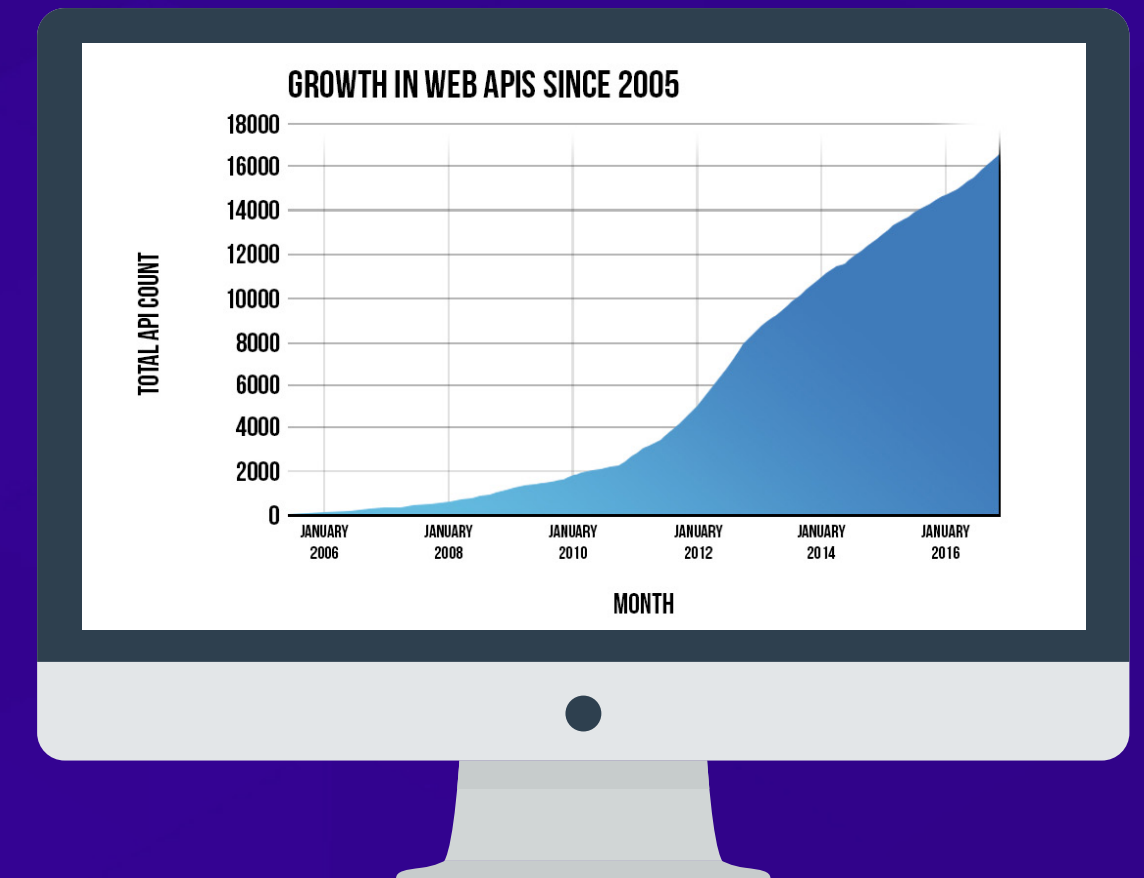 GROWTH IN WEB APIS SINCE 2005
18000
16000
14000
12000
10000
8000
6000
4000
2000
0
TOTAL API COUNT
JANUARY 2006
JANUARY 2008
JANUARY 2010
JANUARY 2012
JANUARY 2014
JANUARY 2016
MONTH